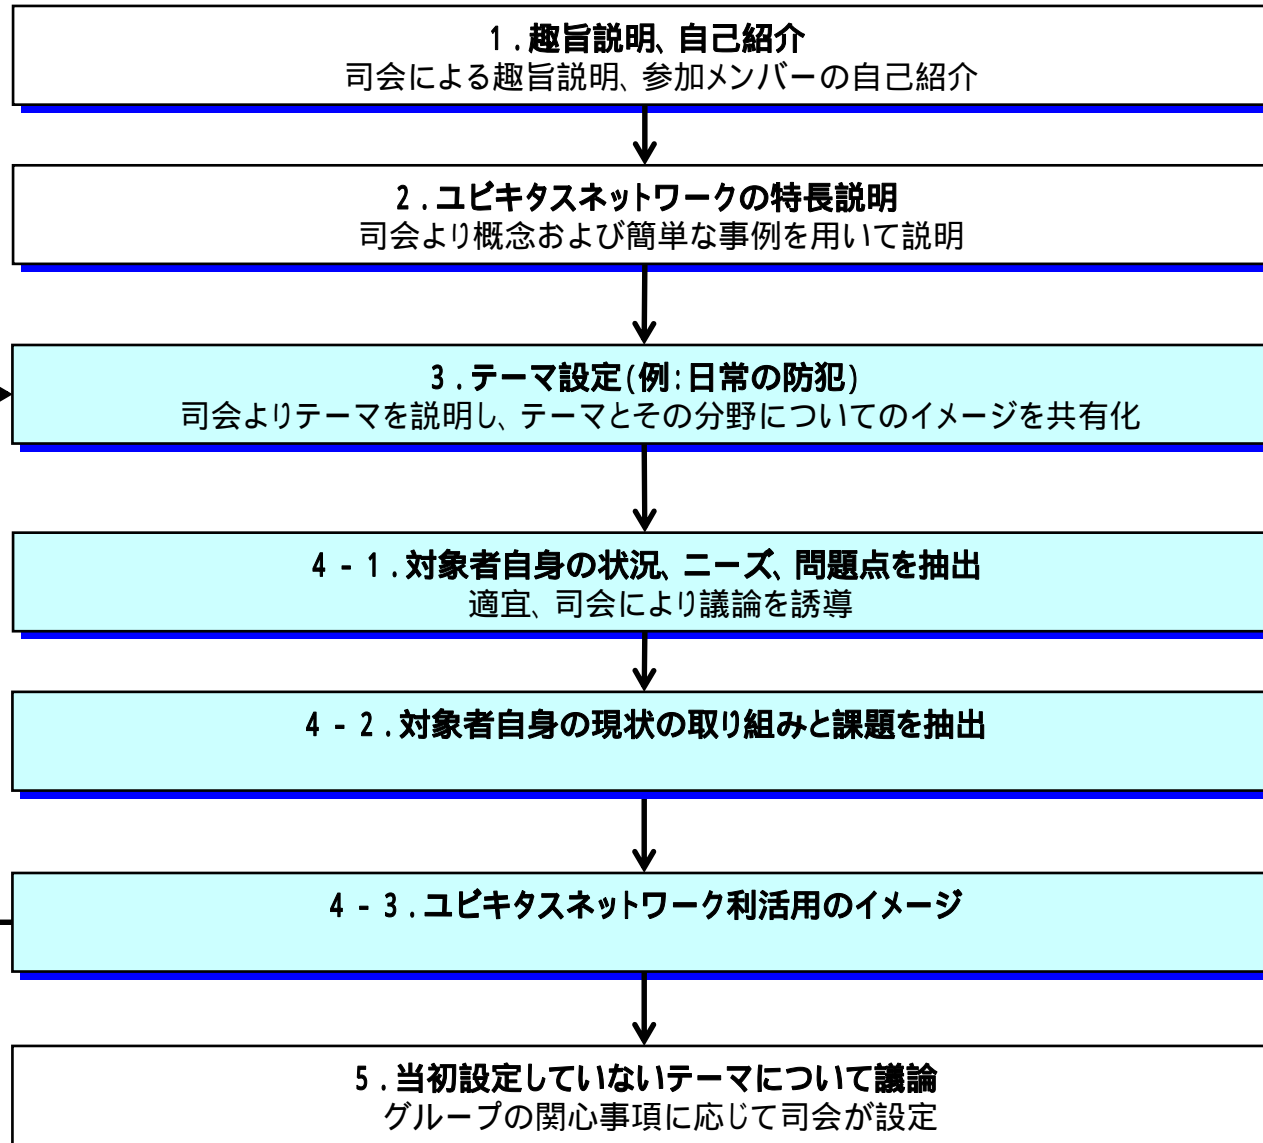 1．趣旨説明、自己紹介
司会による趣旨説明、参加メンバーの自己紹介
2．ユビキタスネットワークの特長説明
司会より概念および簡単な事例を用いて説明
3．テーマ設定(例：日常の防犯)
司会よりテーマを説明し、テーマとその分野についてのイメージを共有化
4－1．対象者自身の状況、ニーズ、問題点を抽出
適宜、司会により議論を誘導
4－2．対象者自身の現状の取り組みと課題を抽出
4－3．ユビキタスネットワーク利活用のイメージ
5．当初設定していないテーマについて議論
グループの関心事項に応じて司会が設定